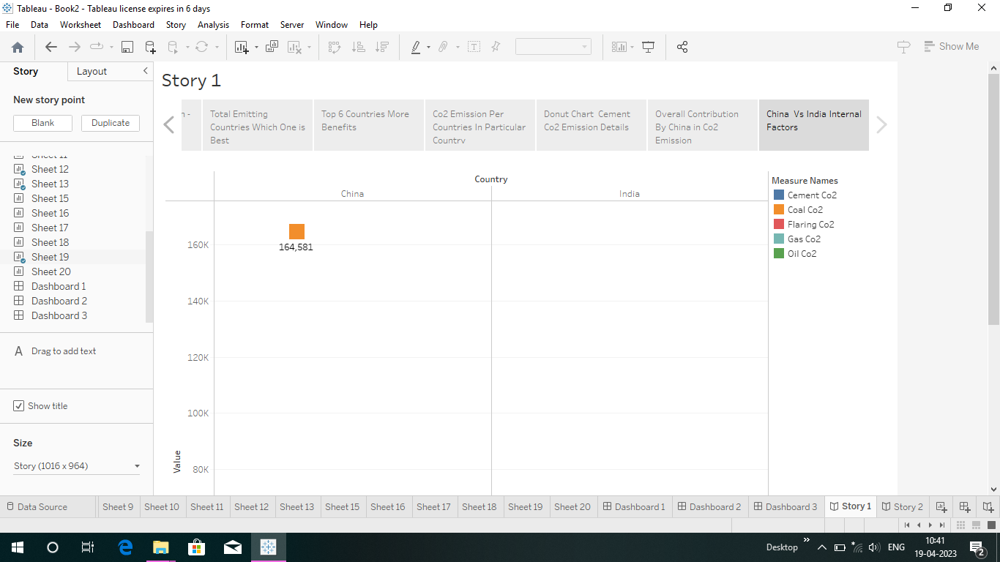 Tableau - Book2 - Tableau license expires in 6 days
File Data Worksheet Dashboard Story Analysis Format Server Window Help
Show Me
Story Layout
New story point
Blank Duplicate
Sheet 11
Sheet 12
Sheet 13
Sheet 15
Sheet 16
Sheet 17
Sheet 18
Sheet 19
Sheet 20
Dashboard 1
Dashboard 2
Dashboard 3
A Drag to add text
Show title
Size
Story (1016 x 964)
Story 1
n -
Total Emitting
Countries Which One is
Best
Top 6 Countries More
Benefits
Co2 Emission Per
Countries In Particular
Country
Donut Chart Cement
Co2 Emission Details
Overall Contribution
By China in Co2
Emission
China Vs India Internal
Factors
Country
China India
160K
140K
120K
100K
80K
Value
164,581
Measure Names
Cement Co2
Coal Co2
Flaring Co2
Gas Co2
Oil Co2
Data Source Sheet 9 Sheet 10 Sheet 11 Sheet 12 Sheet 13 Sheet 15 Sheet 16 Sheet 17 Sheet 18 Sheet 19 Sheet 20 Dashboard 1 Dashboard 2 Dashboard 3 Story 1 Story 2
Desktop ENG 10:41
19-04-2023 2